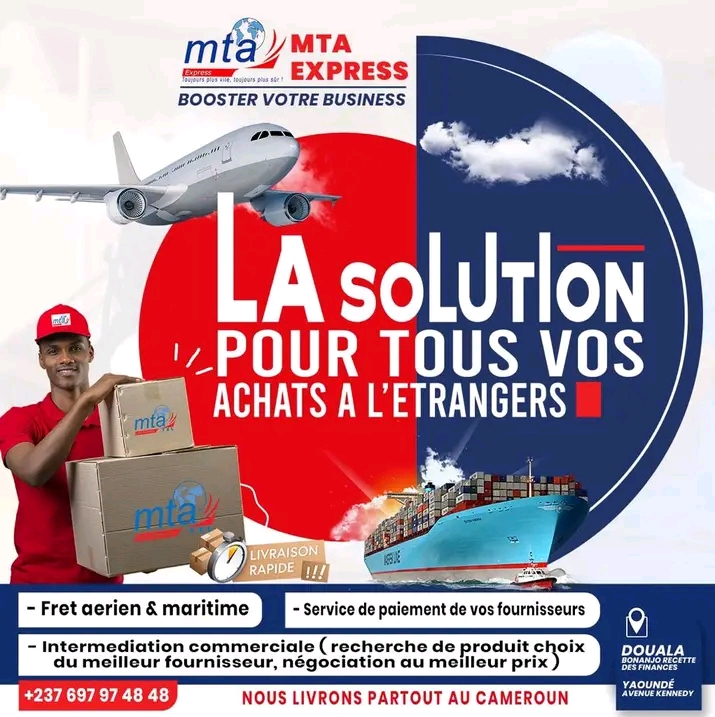 mta
Express
Toujours plus vite, toujours plus sûr !
MTA
EXPRESS
BOOSTER VOTRE BUSINESS
LA SOLUTION
POUR TOUS VOS
ACHATS A L'ETRANGERS
mta
mta
mta
LIVRAISON
RAPIDE
!!!
MAERSK LINE
- Fret aerien & maritime
- Service de paiement de vos fournisseurs
- Intermediation commerciale ( recherche de produit choix
du meilleur fournisseur, négociation au meilleur prix )
DOUALA
BONANJO RECETTE
DES FINANCES
YAOUNDÉ
AVENUE KENNEDY
+237 697 97 48 48
NOUS LIVRONS PARTOUT AU CAMEROUN